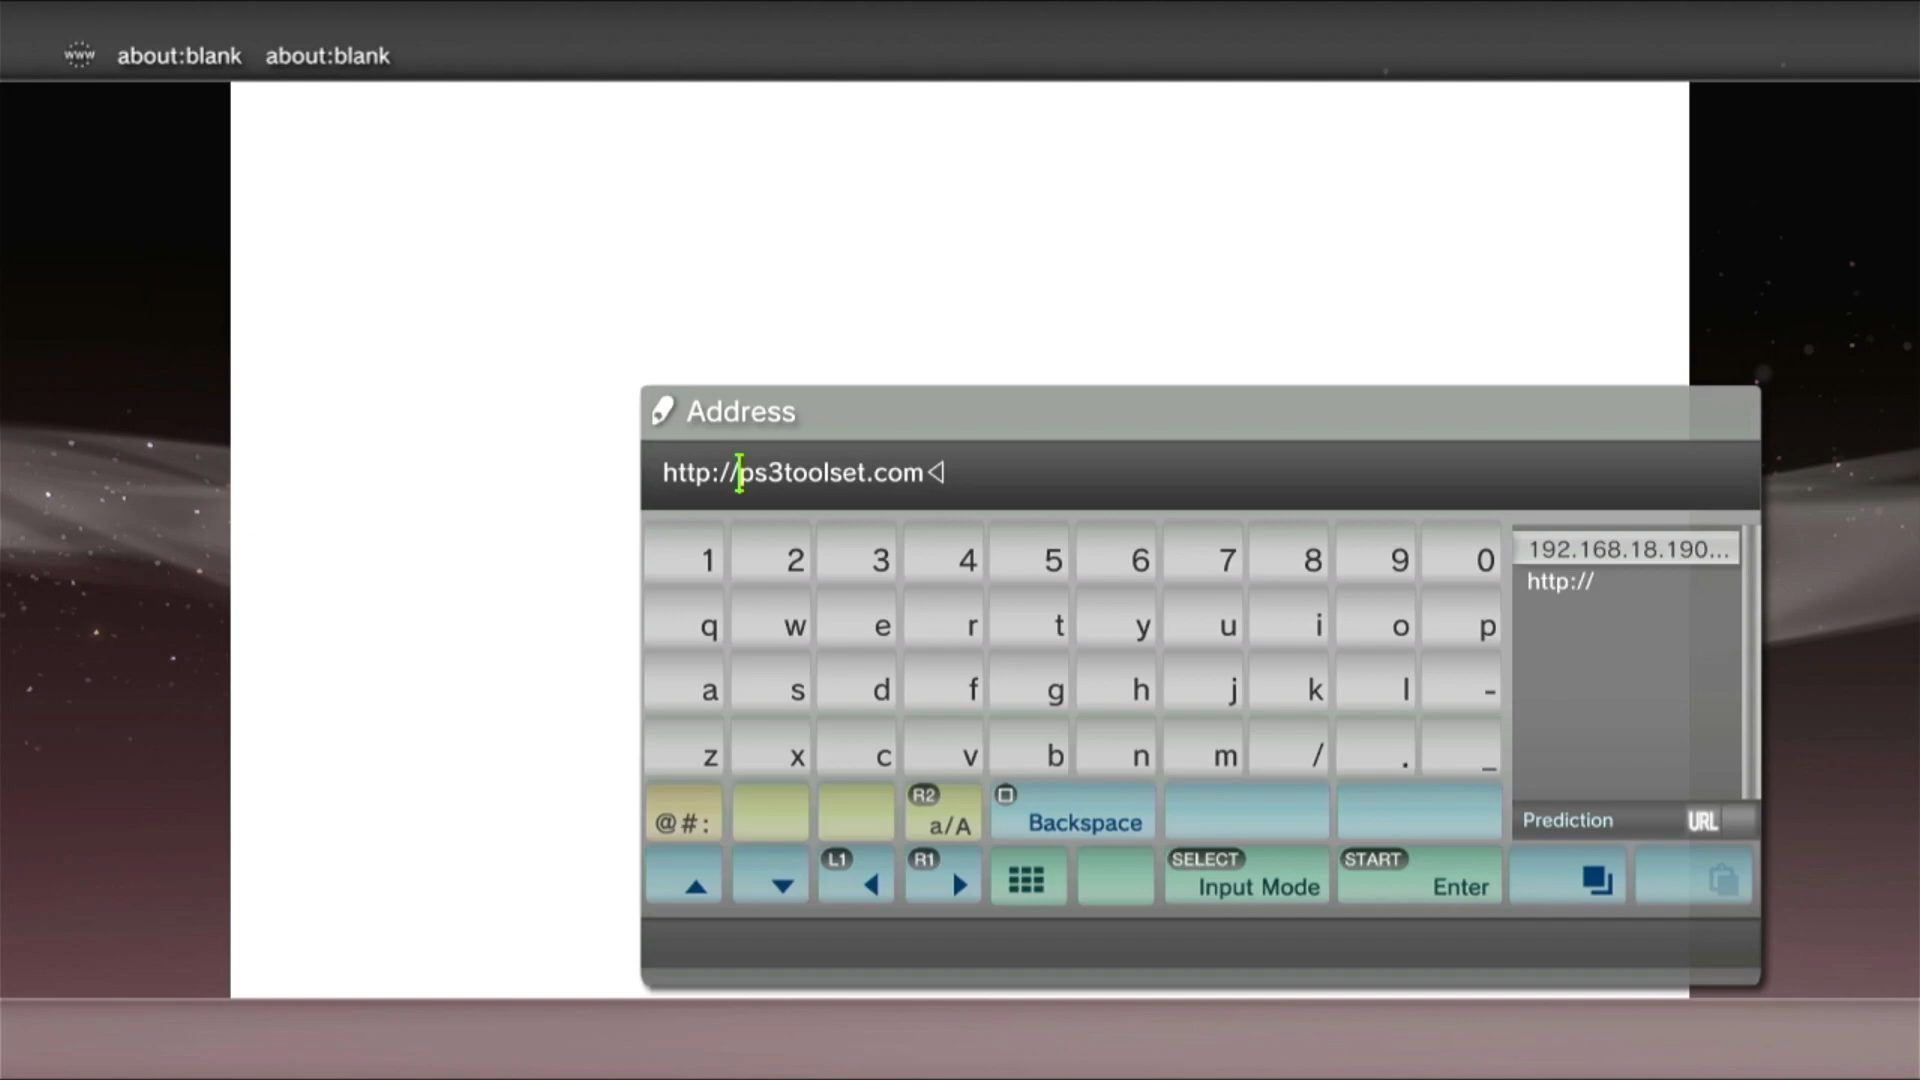 www about:blank about:blank
Address
http://ps3toolset.com
1 2 3 4 5 6 7 8 9 0
192.168.18.190...
http://
q w e r t y u i o p
a s d f g h j k l -
z x c v b n m / . _
@#: R2 a/A Backspace
Prediction URL
L1 R1 SELECT Input Mode START Enter